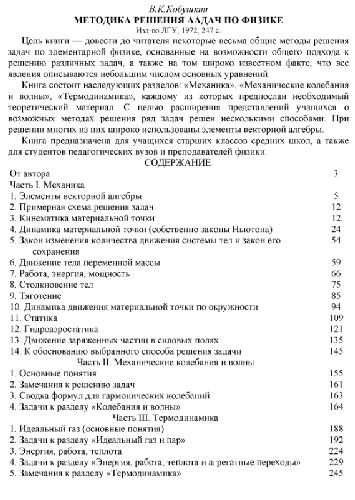 В.К.Кобушкин
МЕТОДИКА РЕШЕНИЯ ЗАДАЧ ПО ФИЗИКЕ
Изд-во ЛГУ, 1972, 247 с.
Цель книги — довести до читателя некоторые весьма общие методы решения
задач по элементарной физике, основанные на возможности общего подхода к
решению различных задач, а также на том широко известном факте, что все
явления описываются небольшим числом основных уравнений.
Книга состоит наследующих разделов: «Механика», «Механические колебания
и волны», «Термодинамика», каждому из которых предпослан необходимый
теоретический материал. С целью расширения представлений учащихся о
возможных методах решения ряд задач решен несколькими способами. При
решении многих из них широко использованы элементы векторной алгебры.
Книга предназначена для учащихся старших классов средних школ, а также
для студентов педагогических вузов и преподавателей физики.
СОДЕРЖАНИЕ
От автора 3
Часть I. Механика
1. Элементы векторной алгебры 5
2. Примерная схема решения задач 12
3. Кинематика материальной точки 12
4. Динамика материальной точки (собственно законы Ньютона) 24
5. Закон изменения количества движения системы тел и закон его 54
сохранения
6. Движение тела переменной массы 59
7. Работа, энергия, мощность 66
8. Столкновение тел 75
9. Тяготение 85
10. Динамика движения материальной точки по окружности 94
11. Статика 109
12. Гидроаэростатика 121
13. Движение заряженных частиц в силовых полях 135
14. К обоснованию выбранного способа решения задачи 145
Часть II. Механические колебания и волны
1. Основные понятия 155
2. Замечания к решению задач 161
3. Сводка формул для гармонических колебаний 163
4. Задачи к разделу «Колебания и волны» 164
Часть III. Термодинамика
1. Идеальный газ (основные понятия) 188
2. Задачи к разделу «Идеальный газ и пар» 192
3. Энергия, работа, теплота 224
4. Задачи к разделу «Энергия, работа, теплота и агрегатные переходы» 229
5. Замечания к разделу «Термодинамика» 245